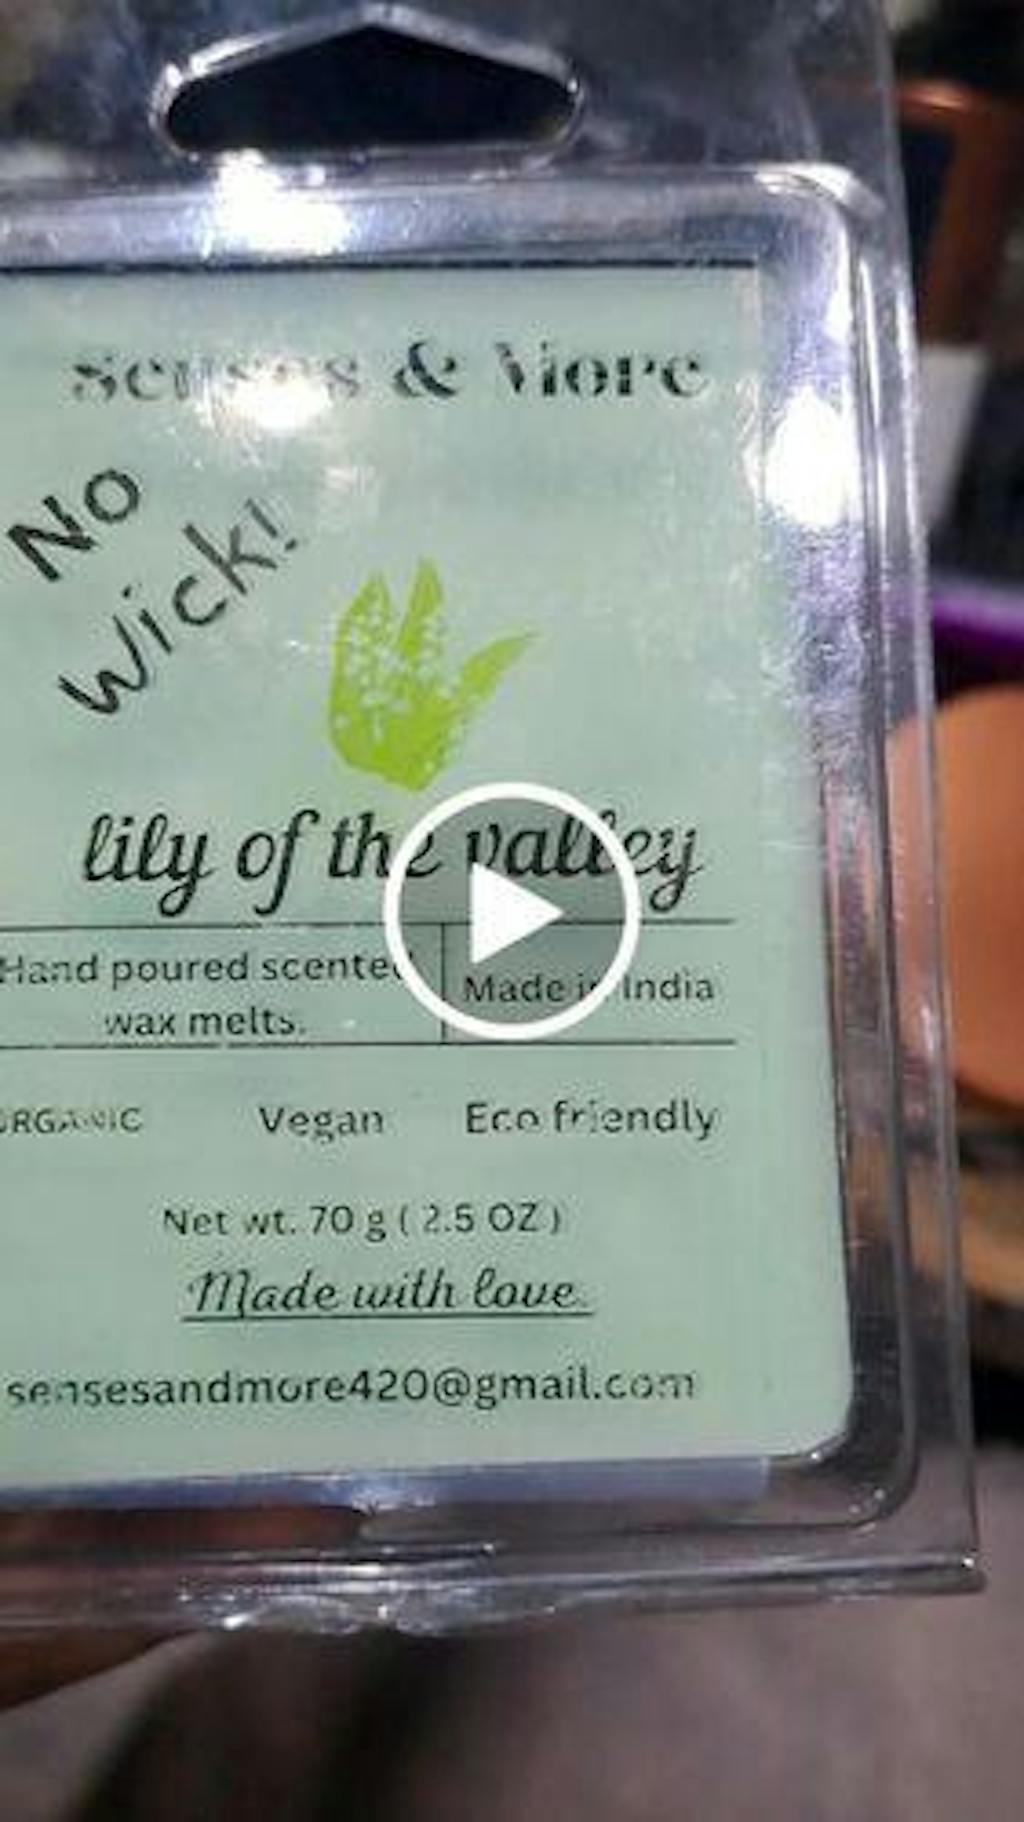 Senses & More
No
Wick!
lily of the valley
Hand poured scented
wax melts.
Made in India
ORGANIC
Vegan
Eco friendly
Net wt. 70 g ( 2.5 OZ )
Made with love.
sensesandmore420@gmail.com